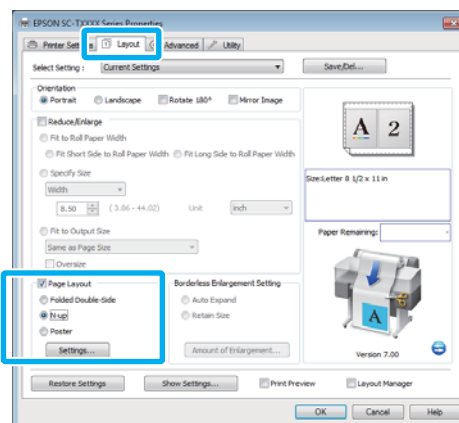 EPSON SC-TXXXX Series Properties
Printer Settings Layout Advanced Utility
Select Setting : Current Settings Save/Del...
Orientation
Portrait Landscape Rotate 180° Mirror Image
Reduce/Enlarge
Fit to Roll Paper Width
Fit Short Side to Roll Paper Width Fit Long Side to Roll Paper Width
Specify Size
Width
8.50 ( 3.86 - 44.02) Unit inch
Fit to Output Size
Same as Page Size
Oversize
A 2
Size:Letter 8 1/2 x 11 in
Paper Remaining:
Page Layout
Folded Double-Side
N-up
Poster
Settings...
Borderless Enlargement Setting
Auto Expand
Retain Size
Amount of Enlargement...
A
Version 7.00
Restore Settings Show Settings... Print Preview Layout Manager
OK Cancel Help